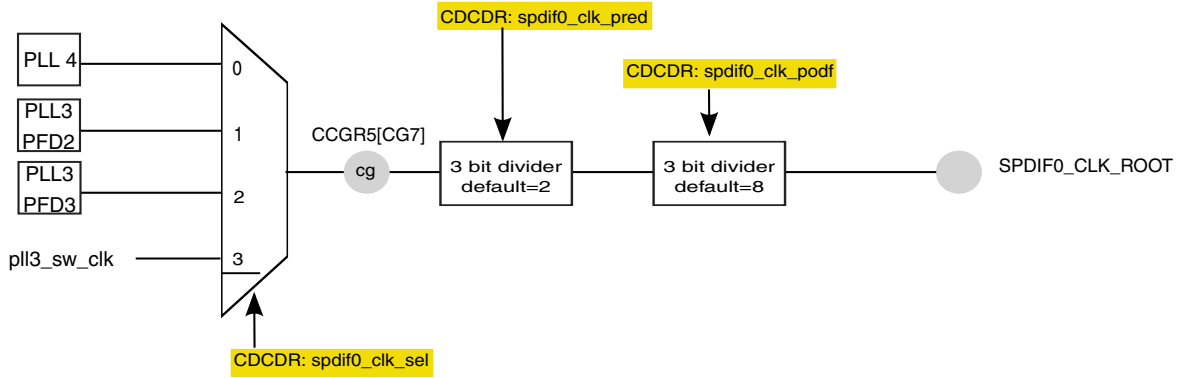 CDCDR: spdif0_clk_pred
PLL 4
0
CDCDR: spdif0_clk_podf
PLL3
PFD2
1
CCGR5[CG7]
PLL3
PFD3
2
cg
3 bit divider
default=2
3 bit divider
default=8
SPDIF0_CLK_ROOT
pll3_sw_clk
3
CDCDR: spdif0_clk_sel